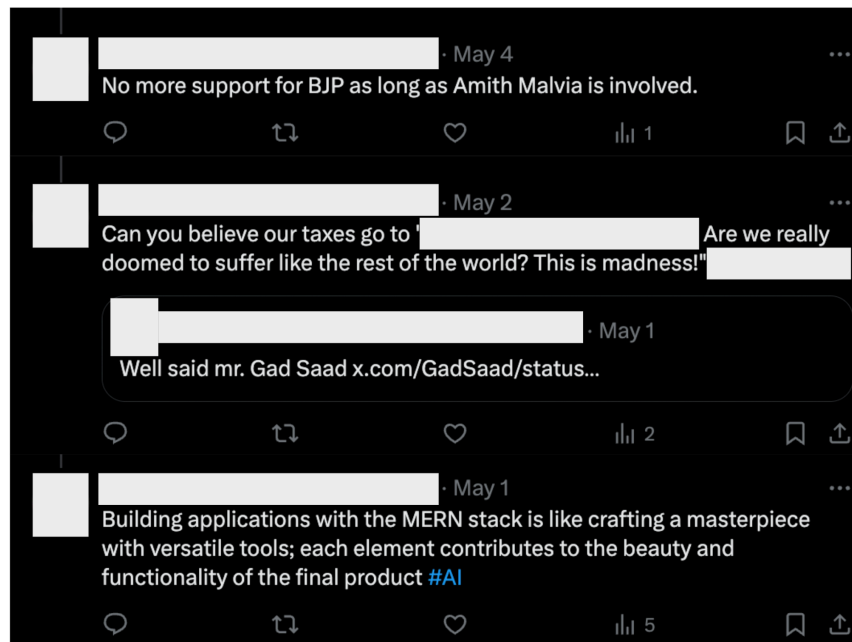 · May 4
No more support for BJP as long as Amith Malvia is involved.
1
· May 2
Can you believe our taxes go to " Are we really
doomed to suffer like the rest of the world? This is madness!"
· May 1
Well said mr. Gad Saad x.com/GadSaad/status...
2
· May 1
Building applications with the MERN stack is like crafting a masterpiece
with versatile tools; each element contributes to the beauty and
functionality of the final product #AI
5